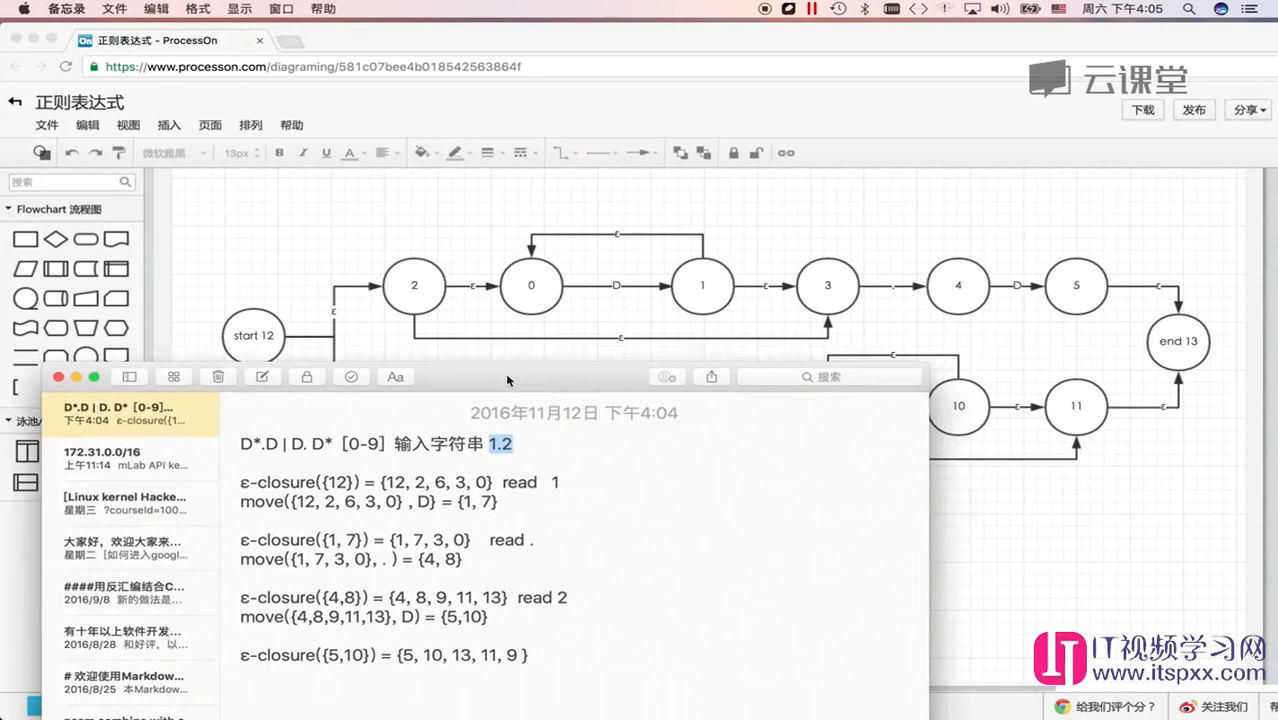 备忘录 文件 编辑 格式 显示 窗口 帮助
周六 下午4:05
正则表达式 - ProcessOn
https://www.processon.com/diagraming/581c07bee4b018542563864f
云课堂
正则表达式
下载 发布 分享
文件 编辑 视图 插入 页面 排列 帮助
微软雅黑 13px B I U A
搜索
Flowchart 流程图
ε
2 ε 0 D 1 ε 3 . 4 D 5 ε
ε
start 12
ε
end 13
ε
10 ε 11 ε
泳池/
Aa
搜索
D*.D | D. D* [0-9]...
下午4:04 ε-closure({1...
172.31.0.0/16
上午11:14 mLab API ke...
[Linux kernel Hacke...
星期三 ?courseId=100...
大家好，欢迎大家来...
星期二 [如何进入googl...
####用反汇编结合C...
2016/9/8 新的做法是...
有十年以上软件开发...
2016/8/28 和好评，以...
# 欢迎使用Markdow...
2016/8/25 本Markdow...
2016年11月12日 下午4:04
D*.D | D. D* [0-9] 输入字符串 1.2
ε-closure({12}) = {12, 2, 6, 3, 0} read 1
move({12, 2, 6, 3, 0} , D} = {1, 7}
ε-closure({1, 7}) = {1, 7, 3, 0} read .
move({1, 7, 3, 0}, . ) = {4, 8}
ε-closure({4,8}) = {4, 8, 9, 11, 13} read 2
move({4,8,9,11,13}, D) = {5,10}
ε-closure({5,10}) = {5, 10, 13, 11, 9 }
IT视频学习网
www.itspxx.com
给我们评个分？ 关注我们